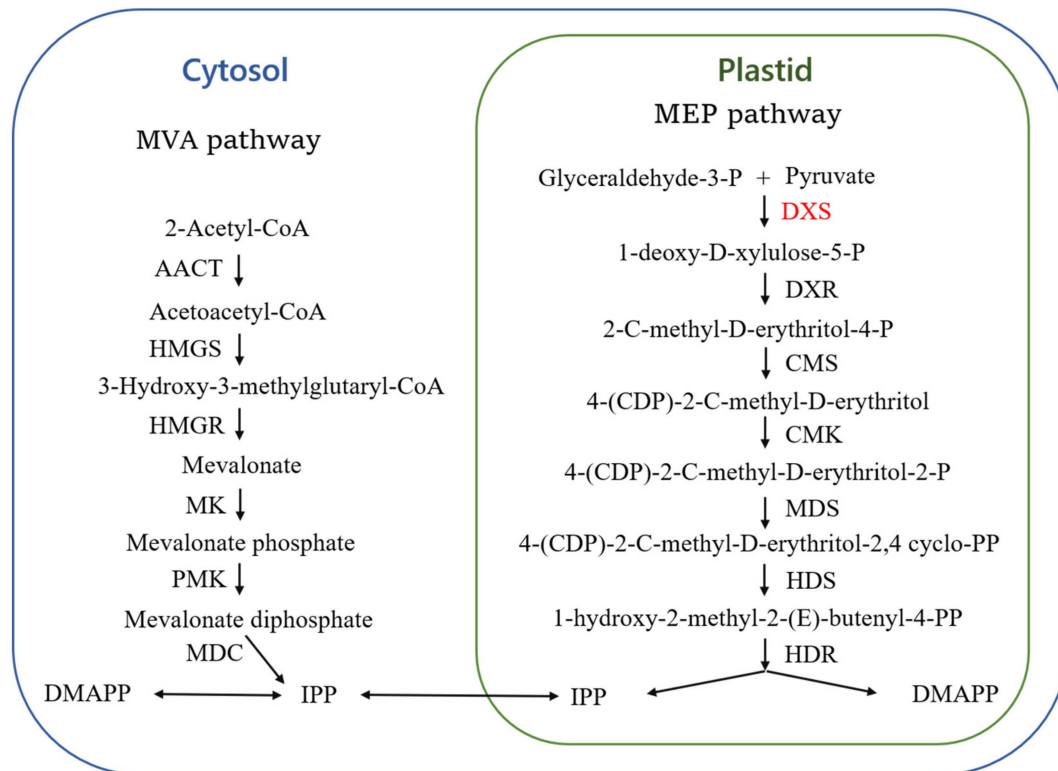 Cytosol
MVA pathway
2-Acetyl-CoA
AACT
Acetoacetyl-CoA
HMGS
3-Hydroxy-3-methylglutaryl-CoA
HMGR
Mevalonate
MK
Mevalonate phosphate
PMK
Mevalonate diphosphate
MDC
DMAPP
IPP
Plastid
MEP pathway
Glyceraldehyde-3-P + Pyruvate
DXS
1-deoxy-D-xylulose-5-P
DXR
2-C-methyl-D-erythritol-4-P
CMS
4-(CDP)-2-C-methyl-D-erythritol
CMK
4-(CDP)-2-C-methyl-D-erythritol-2-P
MDS
4-(CDP)-2-C-methyl-D-erythritol-2,4 cyclo-PP
HDS
1-hydroxy-2-methyl-2-(E)-butenyl-4-PP
HDR
IPP
DMAPP